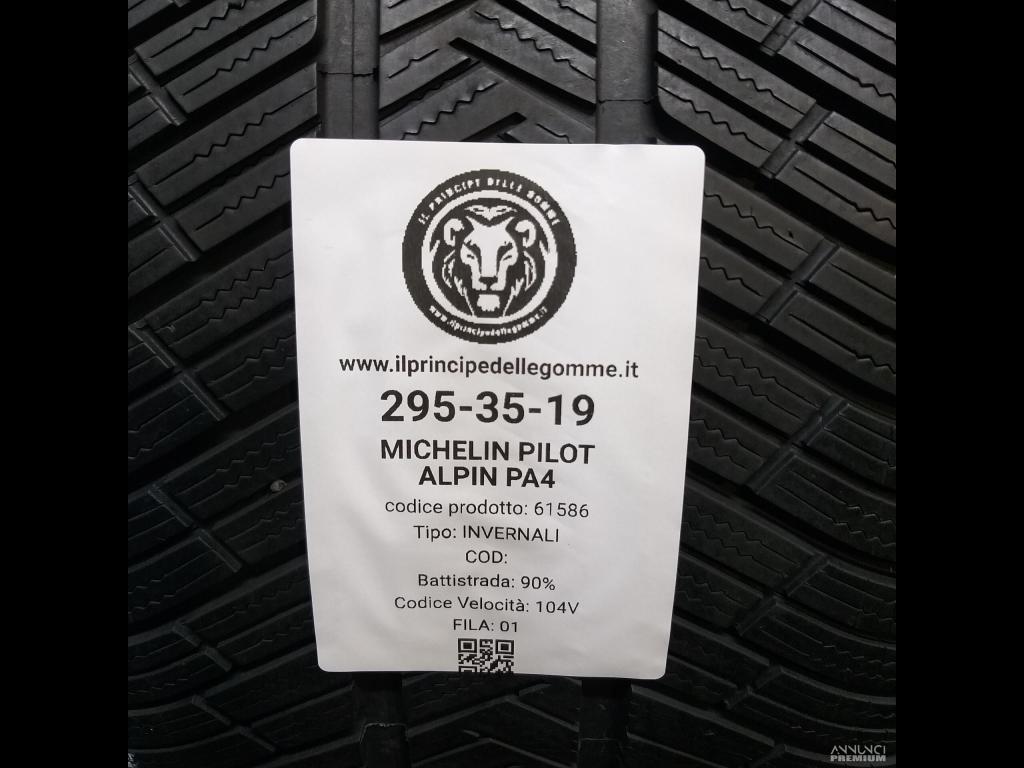 IL PRINCIPE DELLE GOMME
www.ilprincipedellegomme.it
www.ilprincipedellegomme.it
295-35-19
MICHELIN PILOT
ALPIN PA4
codice prodotto: 61586
Tipo: INVERNALI
COD:
Battistrada: 90%
Codice Velocità: 104V
FILA: 01
ANNUNCI
PREMIUM